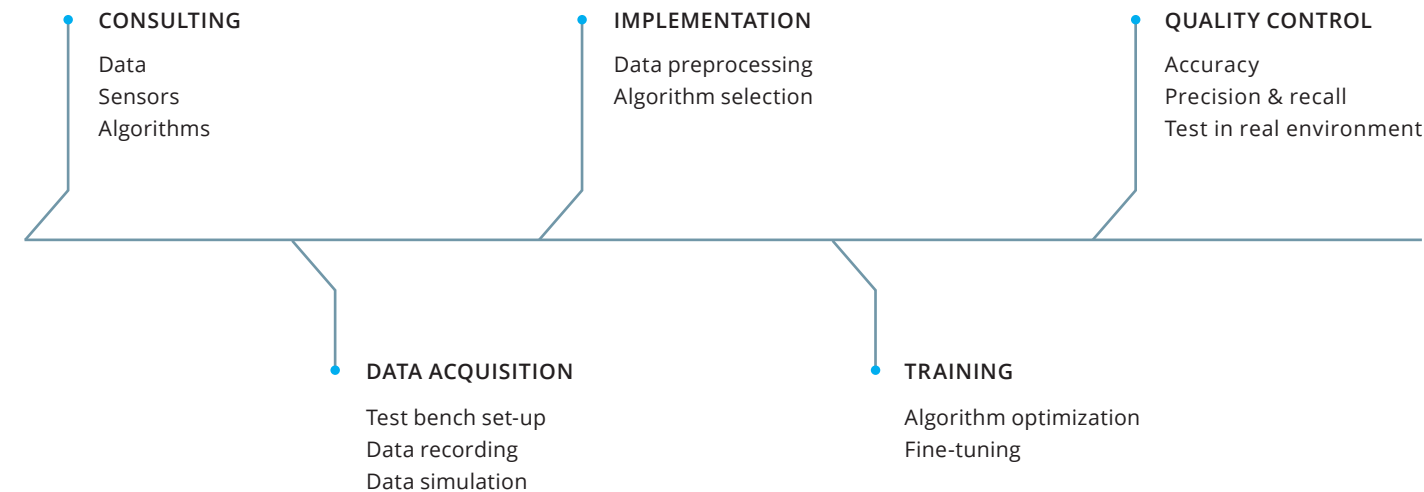 CONSULTING
Data
Sensors
Algorithms
IMPLEMENTATION
Data preprocessing
Algorithm selection
QUALITY CONTROL
Accuracy
Precision & recall
Test in real environment
DATA ACQUISITION
Test bench set-up
Data recording
Data simulation
TRAINING
Algorithm optimization
Fine-tuning